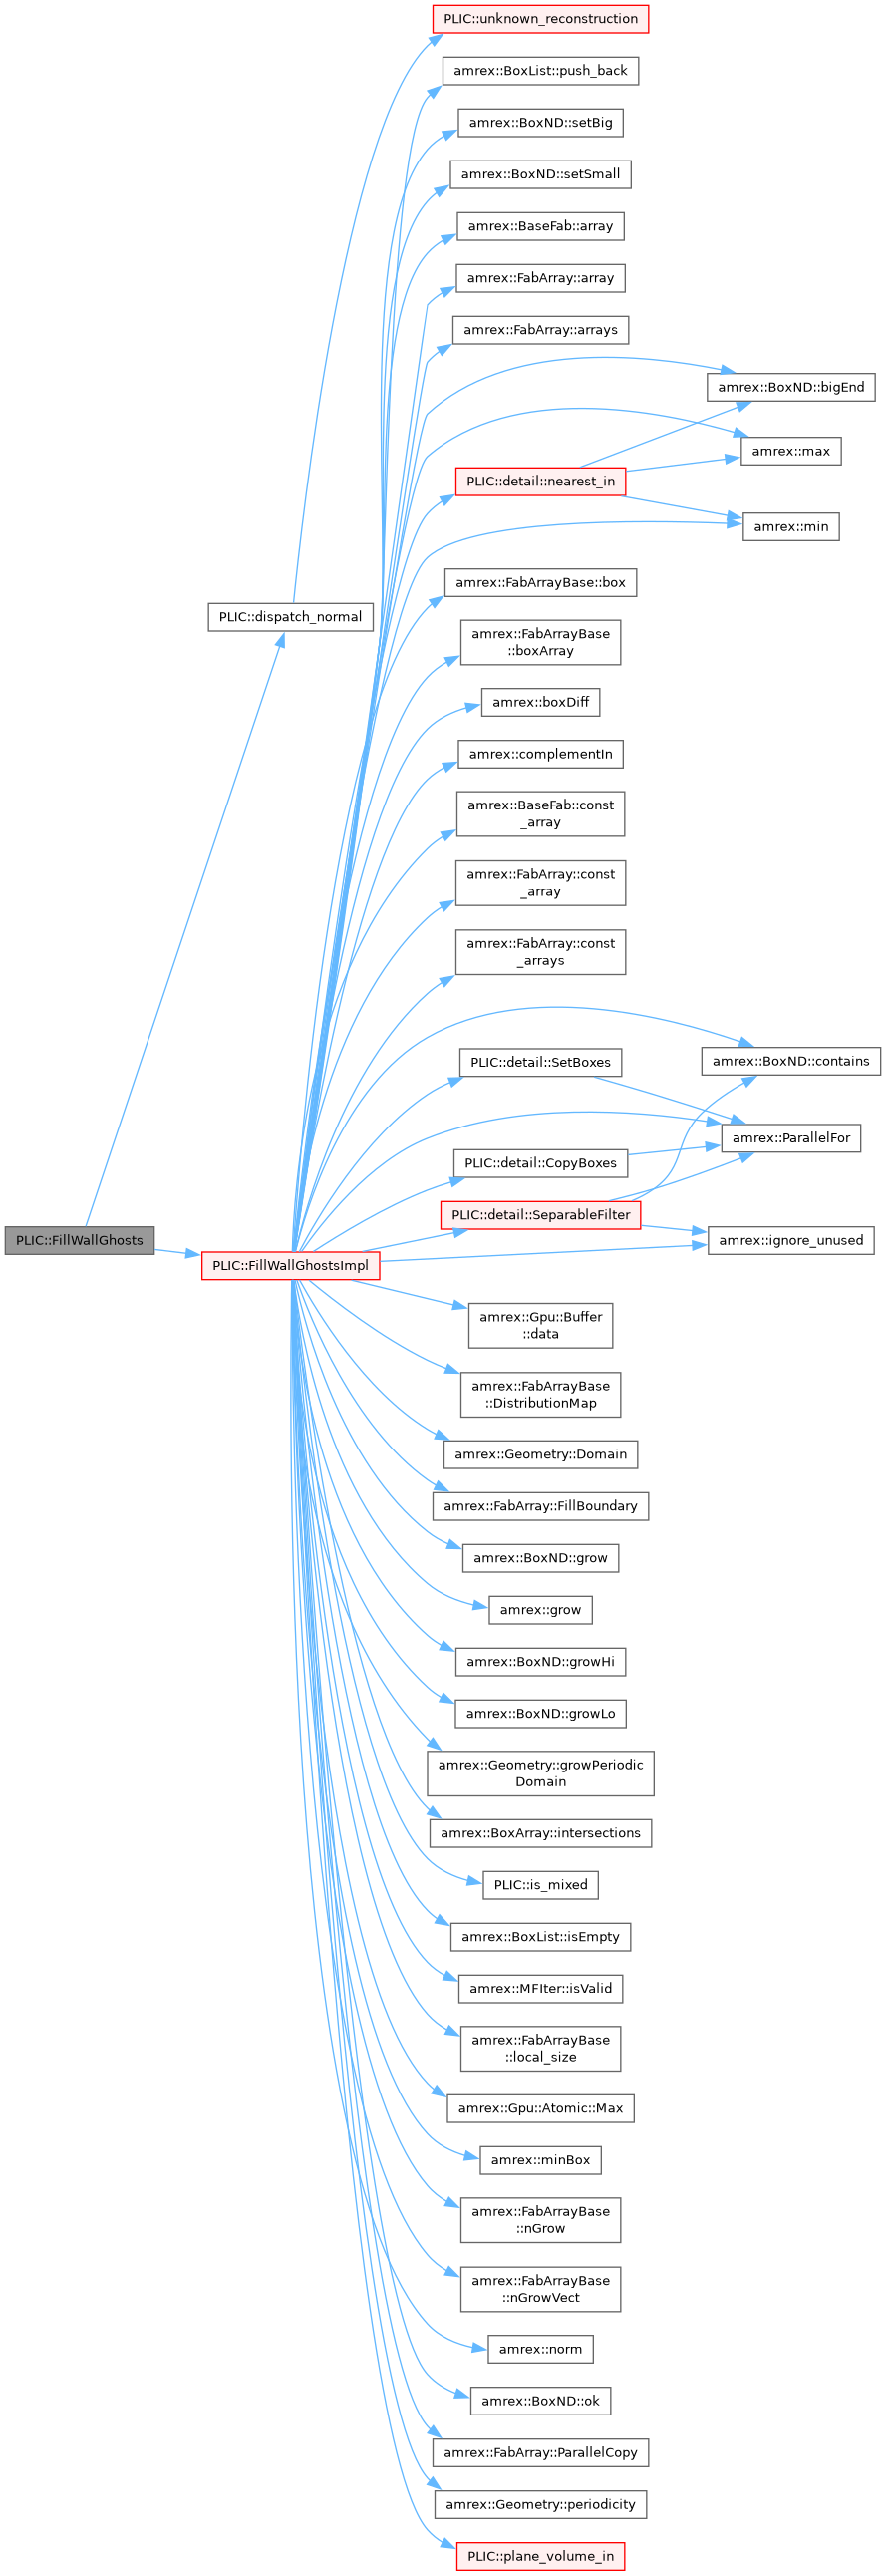 PLIC::unknown_reconstruction
amrex::BoxList::push_back
amrex::BoxND::setBig
amrex::BoxND::setSmall
amrex::BaseFab::array
amrex::FabArray::array
amrex::FabArray::arrays
amrex::BoxND::bigEnd
amrex::max
PLIC::detail::nearest_in
amrex::min
amrex::FabArrayBase::box
PLIC::dispatch_normal
amrex::FabArrayBase
::boxArray
amrex::boxDiff
amrex::complementIn
amrex::BaseFab::const
_array
amrex::FabArray::const
_array
amrex::FabArray::const
_arrays
PLIC::detail::SetBoxes
amrex::BoxND::contains
amrex::ParallelFor
PLIC::detail::CopyBoxes
PLIC::detail::SeparableFilter
amrex::ignore_unused
PLIC::FillWallGhosts
PLIC::FillWallGhostsImpl
amrex::Gpu::Buffer
::data
amrex::FabArrayBase
::DistributionMap
amrex::Geometry::Domain
amrex::FabArray::FillBoundary
amrex::BoxND::grow
amrex::grow
amrex::BoxND::growHi
amrex::BoxND::growLo
amrex::Geometry::growPeriodic
Domain
amrex::BoxArray::intersections
PLIC::is_mixed
amrex::BoxList::isEmpty
amrex::MFIter::isValid
amrex::FabArrayBase
::local_size
amrex::Gpu::Atomic::Max
amrex::minBox
amrex::FabArrayBase
::nGrow
amrex::FabArrayBase
::nGrowVect
amrex::norm
amrex::BoxND::ok
amrex::FabArray::ParallelCopy
amrex::Geometry::periodicity
PLIC::plane_volume_in